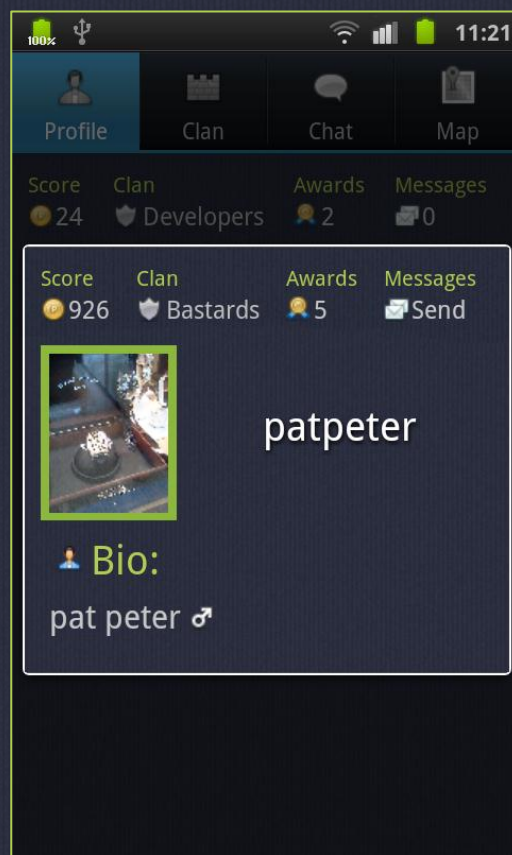 100% 11:21
Profile Clan Chat Map
Score Clan Awards Messages
24 Developers 2 0
Score Clan Awards Messages
926 Bastards 5 Send
patpeter
Bio:
pat peter ♂